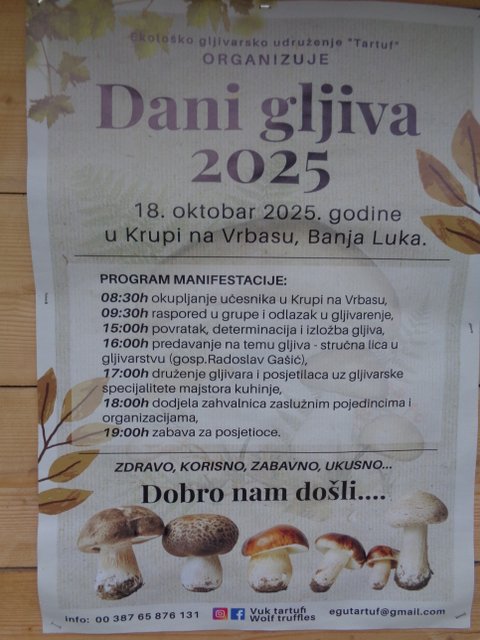 Ekološko gljivarsko udruženje "Tartuf"
ORGANIZUJE
Dani gljiva
2025
18. oktobar 2025. godine
u Krupi na Vrbasu, Banja Luka.
PROGRAM MANIFESTACIJE:
08:30h okupljanje učesnika u Krupi na Vrbasu,
09:30h raspored u grupe i odlazak u gljivarenje,
15:00h povratak, determinacija i izložba gljiva,
16:00h predavanje na temu gljiva - stručna lica u
gljivarstvu (gosp.Radoslav Gašić),
17:00h druženje gljivara i posjetilaca uz gljivarske
specijalitete majstora kuhinje,
18:00h dodjela zahvalnica zaslužnim pojedincima i
organizacijama,
19:00h zabava za posjetioce.
ZDRAVO, KORISNO, ZABAVNO, UKUSNO...
Dobro nam došli....
info: 00 387 65 876 131
Vuk tartufi
Wolf truffles
egutartuf@gmail.com